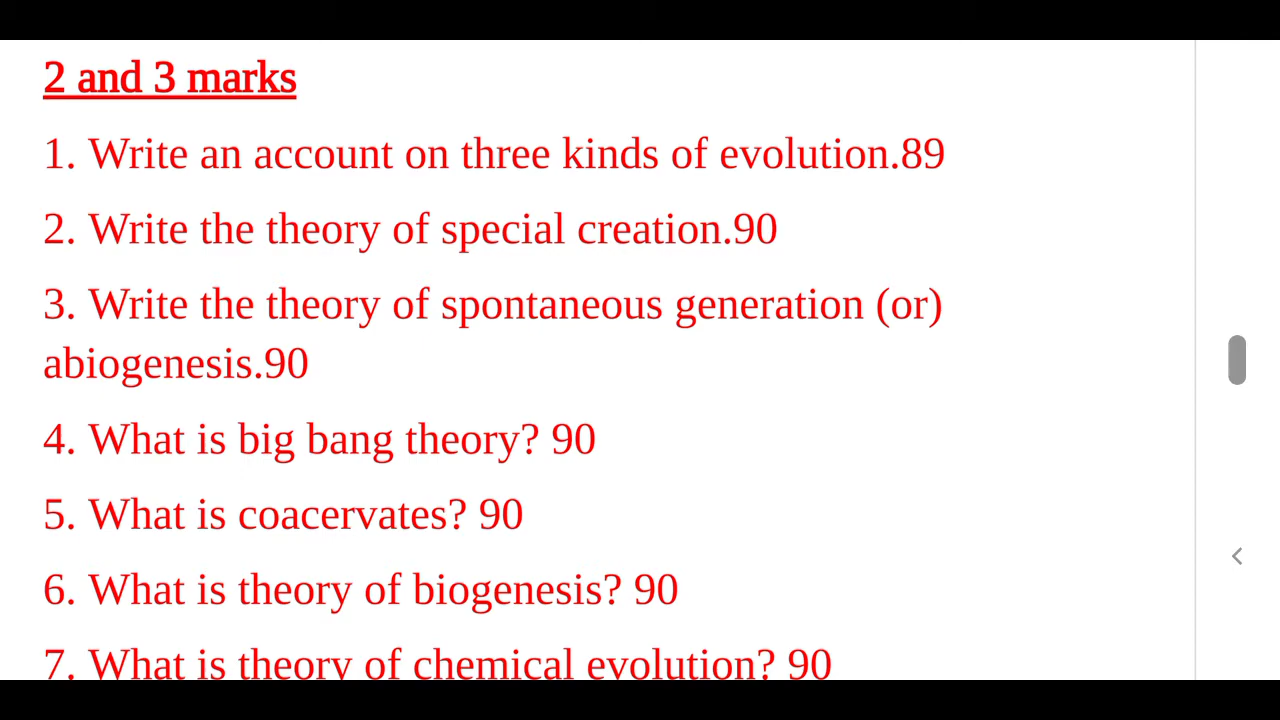 2 and 3 marks
1. Write an account on three kinds of evolution.89
2. Write the theory of special creation.90
3. Write the theory of spontaneous generation (or)
abiogenesis.90
4. What is big bang theory? 90
5. What is coacervates? 90
6. What is theory of biogenesis? 90
7. What is theory of chemical evolution? 90